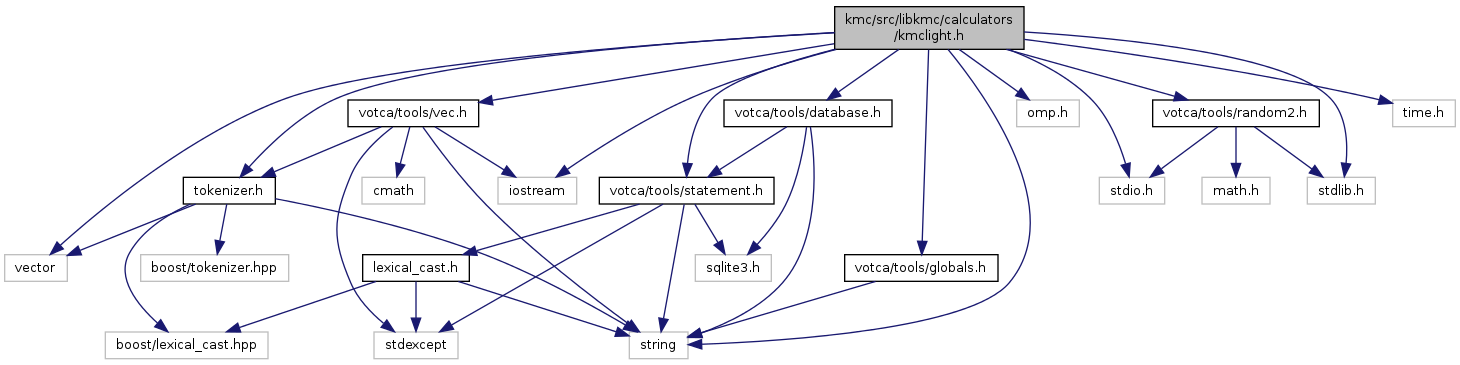 kmc/src/libkmc/calculators
/kmclight.h
votca/tools/vec.h
votca/tools/database.h
omp.h
votca/tools/random2.h
time.h
tokenizer.h
cmath
iostream
votca/tools/statement.h
stdio.h
math.h
stdlib.h
vector
boost/tokenizer.hpp
lexical_cast.h
sqlite3.h
votca/tools/globals.h
boost/lexical_cast.hpp
stdexcept
string